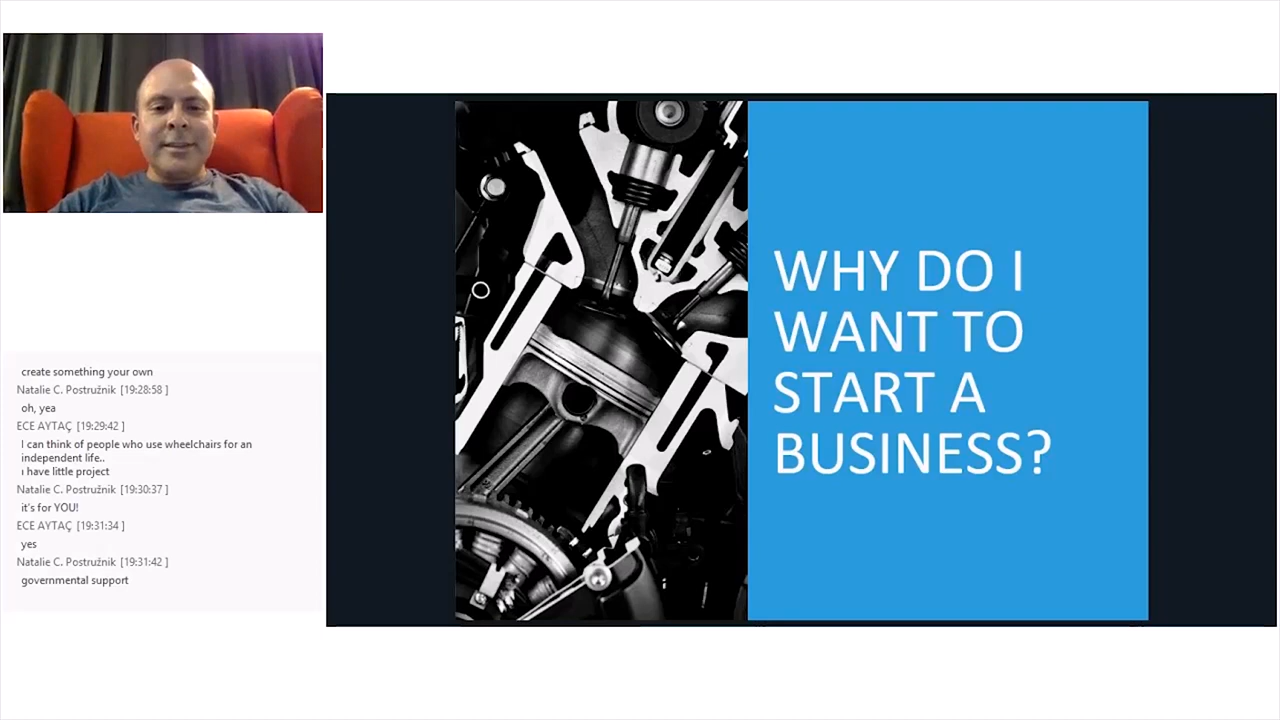 create something your own
Natalie C. Postružnik [19:28:58 ]
oh, yea
ECE AYTAÇ [19:29:42 ]
I can think of people who use wheelchairs for an
independent life..
ı have little project
Natalie C. Postružnik [19:30:37 ]
it's for YOU!
ECE AYTAÇ [19:31:34 ]
yes
Natalie C. Postružnik [19:31:42 ]
governmental support
WHY DO I
WANT TO
START A
BUSINESS?